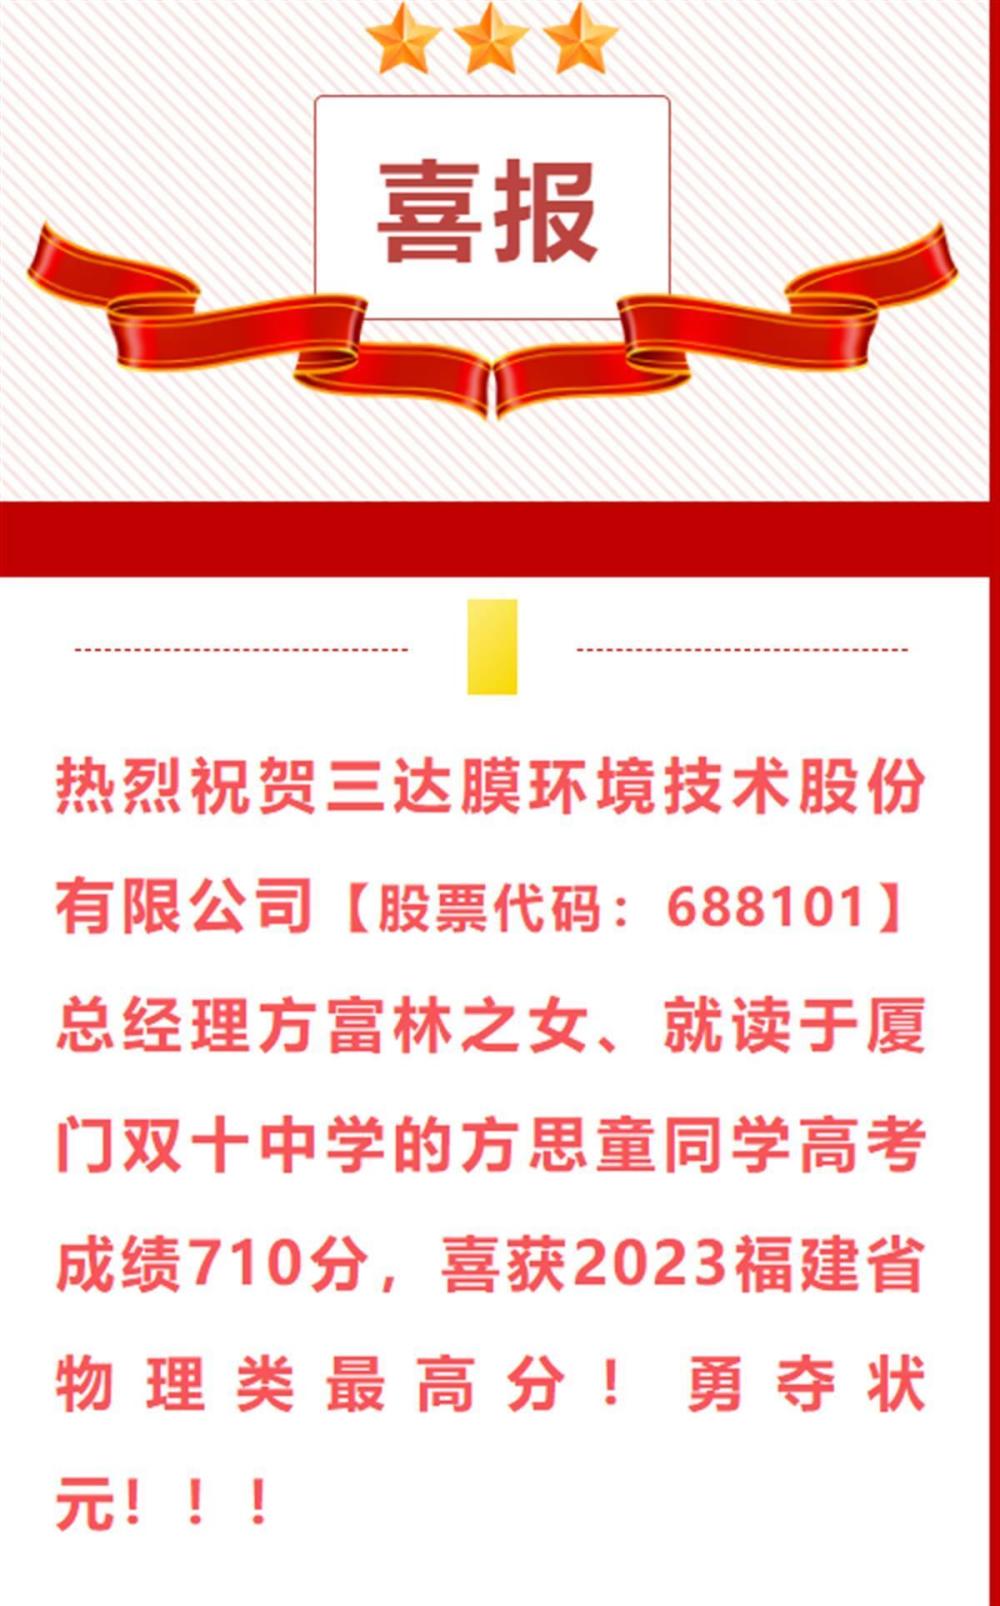 喜报
热烈祝贺三达膜环境技术股份
有限公司【股票代码：688101】
总经理方富林之女、就读于厦
门双十中学的方思童同学高考
成绩710分，喜获2023福建省
物理类最高分！勇夺状
元！！！